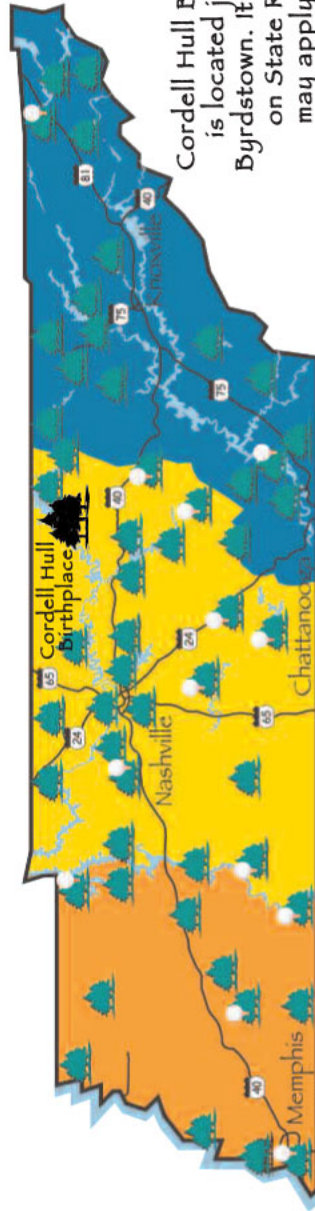 Cordell Hull
Birthplace
Nashville
Memphis
Chattanooga
Knoxville
65
24
40
24
65
40
40
75
75
81
40
Cordell Hull
is located
Byrdstown. It
on State
may apply